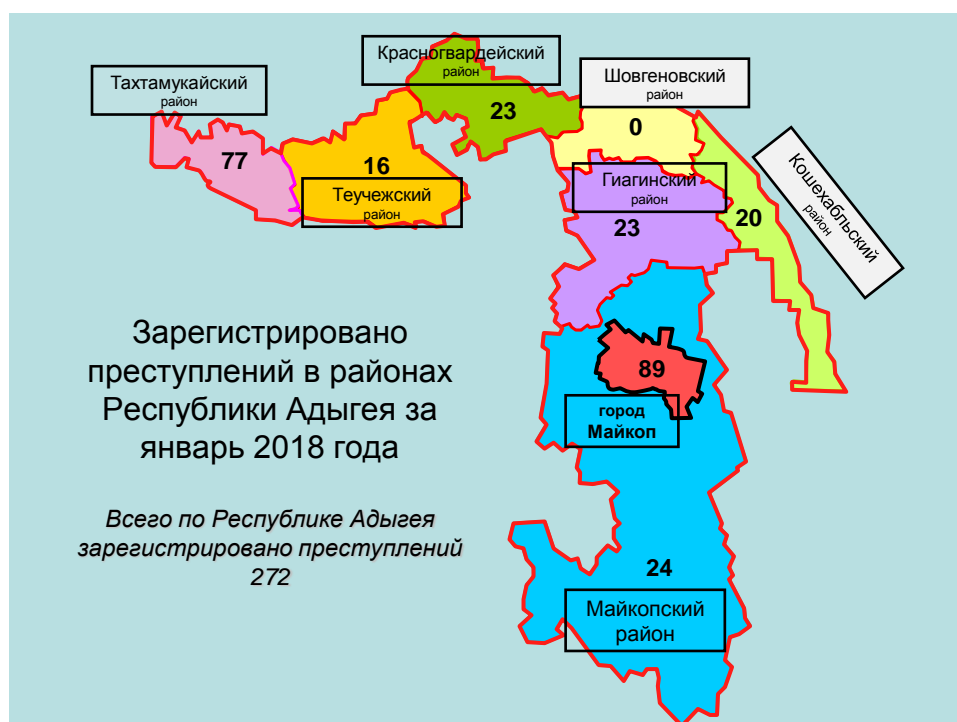 Красногвардейский
район
Шовгеновский
район
Тахтамукайский
район
23
0
Кошехабльский
район
77
16
Теучежский
район
Гиагинский
район
20
23
Зарегистрировано
преступлений в районах
Республики Адыгея за
январь 2018 года
89
город
Майкоп
Всего по Республике Адыгея
зарегистрировано преступлений
272
24
Майкопский
район